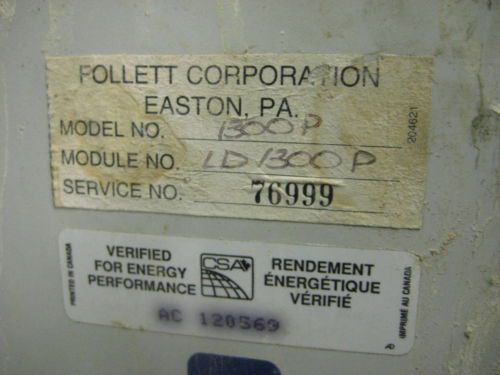 FOLLETT CORPORATION
EASTON, PA.
MODEL NO. 1300P
MODULE NO. LD1300P
SERVICE NO. 76999
204621
PRINTED IN CANADA
VERIFIED
FOR ENERGY
PERFORMANCE
CSA
RENDEMENT
ÉNERGÉTIQUE
VÉRIFIÉ
IMPRIMÉ AU CANADA
AC 120569